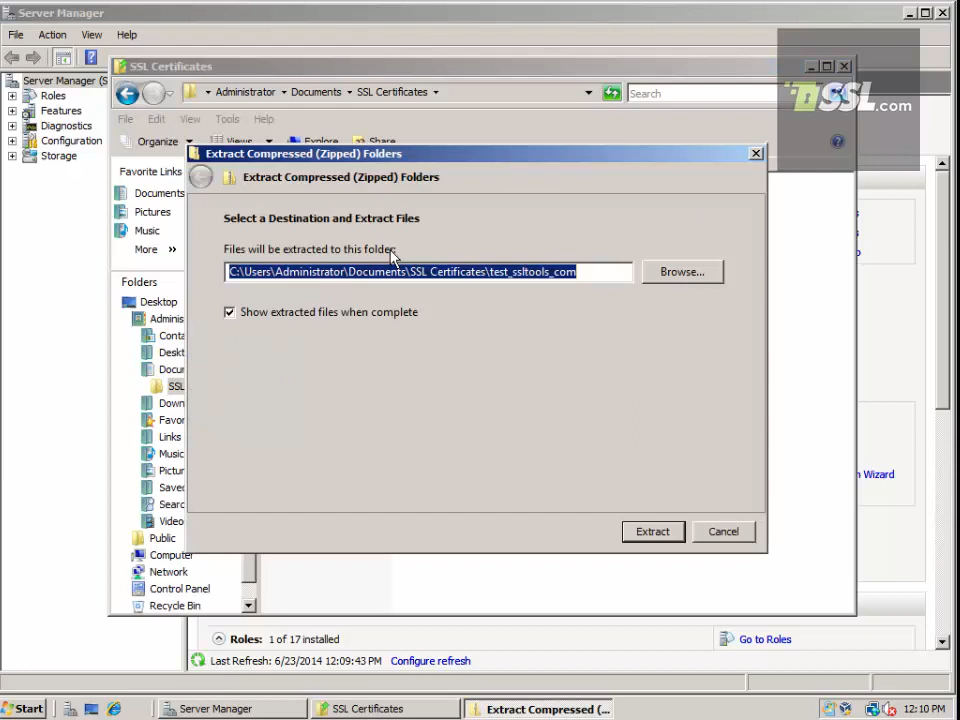 Server Manager
File Action View Help
SSL Certificates
SSL.com
Administrator Documents SSL Certificates
Search
File Edit View Tools Help
Organize Views Explore Share
Server Manager (S
Roles
Features
Diagnostics
Configuration
Storage
Favorite Links
Documents
Pictures
Music
More »
Folders
Desktop
Adminis
Conta
Deskt
Docur
SSL
Down
Favor
Links
Music
Pictur
Saved
Searc
Video
Public
Computer
Network
Control Panel
Recycle Bin
Extract Compressed (Zipped) Folders
Extract Compressed (Zipped) Folders
Select a Destination and Extract Files
Files will be extracted to this folder:
C:\Users\Administrator\Documents\SSL Certificates\test_ssltools_com
Browse...
Show extracted files when complete
Extract Cancel
n Wizard
Roles: 1 of 17 installed
Go to Roles
Last Refresh: 6/23/2014 12:09:43 PM Configure refresh
Start
Server Manager
SSL Certificates
Extract Compressed (...
12:10 PM